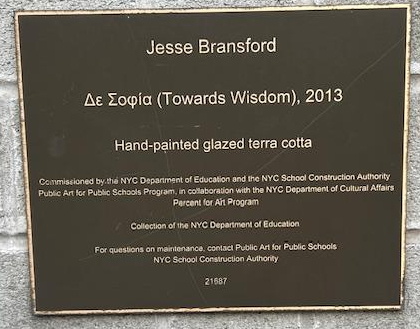 Jesse Bransford
Δε Σοφία (Towards Wisdom), 2013
Hand-painted glazed terra cotta
Commissioned by the NYC Department of Education and the NYC School Construction Authority
Public Art for Public Schools Program, in collaboration with the NYC Department of Cultural Affairs
Percent for Art Program
Collection of the NYC Department of Education
For questions on maintenance, contact Public Art for Public Schools
NYC School Construction Authority
21687